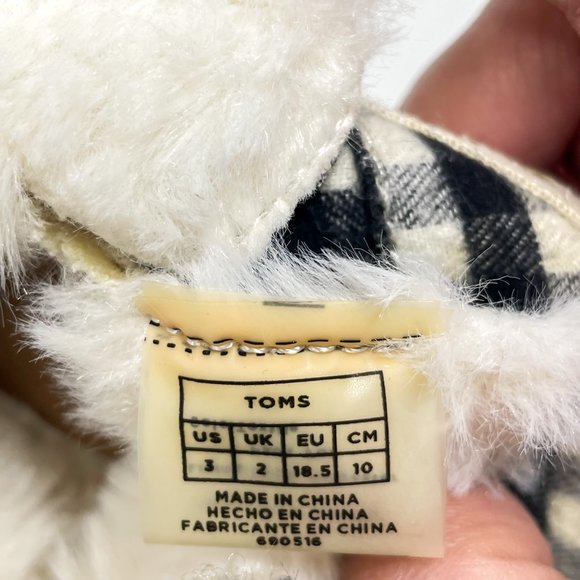 TOMS
US UK EU CM
3 2 18.5 10
MADE IN CHINA
HECHO EN CHINA
FABRICANTE EN CHINA
690516